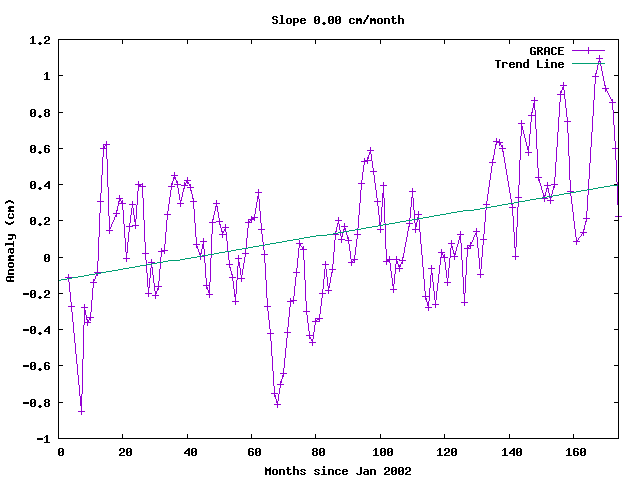 Slope 0.00 cm/month
GRACE
Trend Line
1.2
1
0.8
0.6
0.4
0.2
0
-0.2
-0.4
-0.6
-0.8
-1
Anomaly (cm)
0 20 40 60 80 100 120 140 160 174
Months since Jan 2002